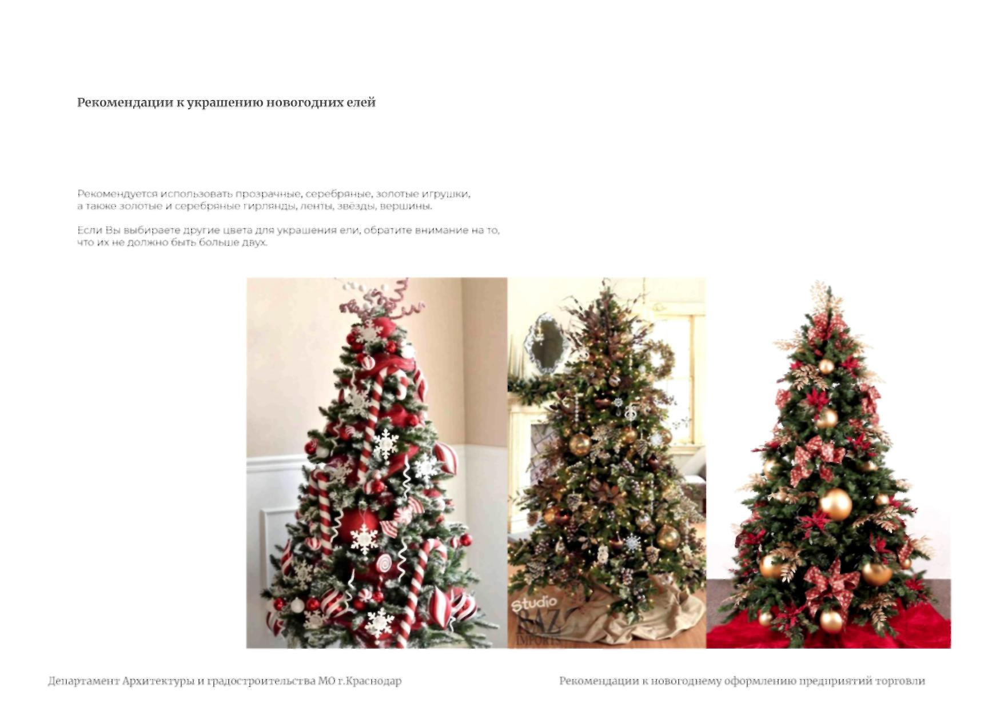 Рекомендации к украшению новогодних елей
Рекомендуется использовать прозрачные, серебряные, золотые игрушки,
а также золотые и серебряные гирлянды, ленты, звёзды, вершины.
Если Вы выбираете другие цвета для украшения ели, обратите внимание на то,
что их не должно быть больше двух.
Studio
RAZ
IMPORTS
Департамент Архитектуры и градостроительства МО г.Краснодар
Рекомендации к новогоднему оформлению предприятий торговли